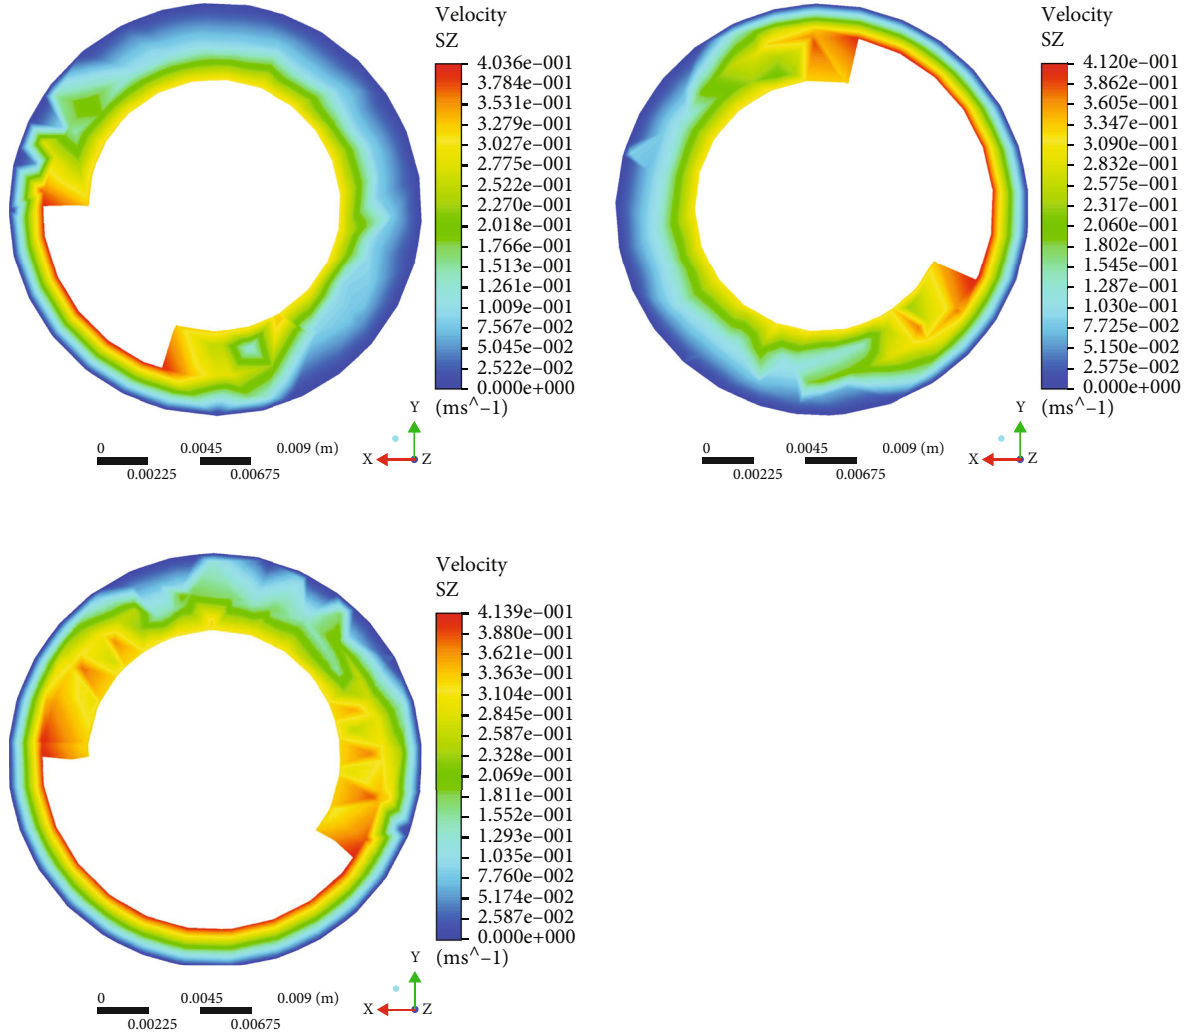 Velocity
SZ
4.036e–001
3.784e–001
3.531e–001
3.279e–001
3.027e–001
2.775e–001
2.522e–001
2.270e–001
2.018e–001
1.766e–001
1.513e–001
1.261e–001
1.009e–001
7.567e–002
5.045e–002
2.522e–002
0.000e+000
(ms^–1)
0 0.0045 0.009 (m)
0.00225 0.00675
Y
X Z
Velocity
SZ
4.120e–001
3.862e–001
3.605e–001
3.347e–001
3.090e–001
2.832e–001
2.575e–001
2.317e–001
2.060e–001
1.802e–001
1.545e–001
1.287e–001
1.030e–001
7.725e–002
5.150e–002
2.575e–002
0.000e+000
(ms^–1)
0 0.0045 0.009 (m)
0.00225 0.00675
Y
X Z
Velocity
SZ
4.139e–001
3.880e–001
3.621e–001
3.363e–001
3.104e–001
2.845e–001
2.587e–001
2.328e–001
2.069e–001
1.811e–001
1.552e–001
1.293e–001
1.035e–001
7.760e–002
5.174e–002
2.587e–002
0.000e+000
(ms^–1)
0 0.0045 0.009 (m)
0.00225 0.00675
Y
X Z